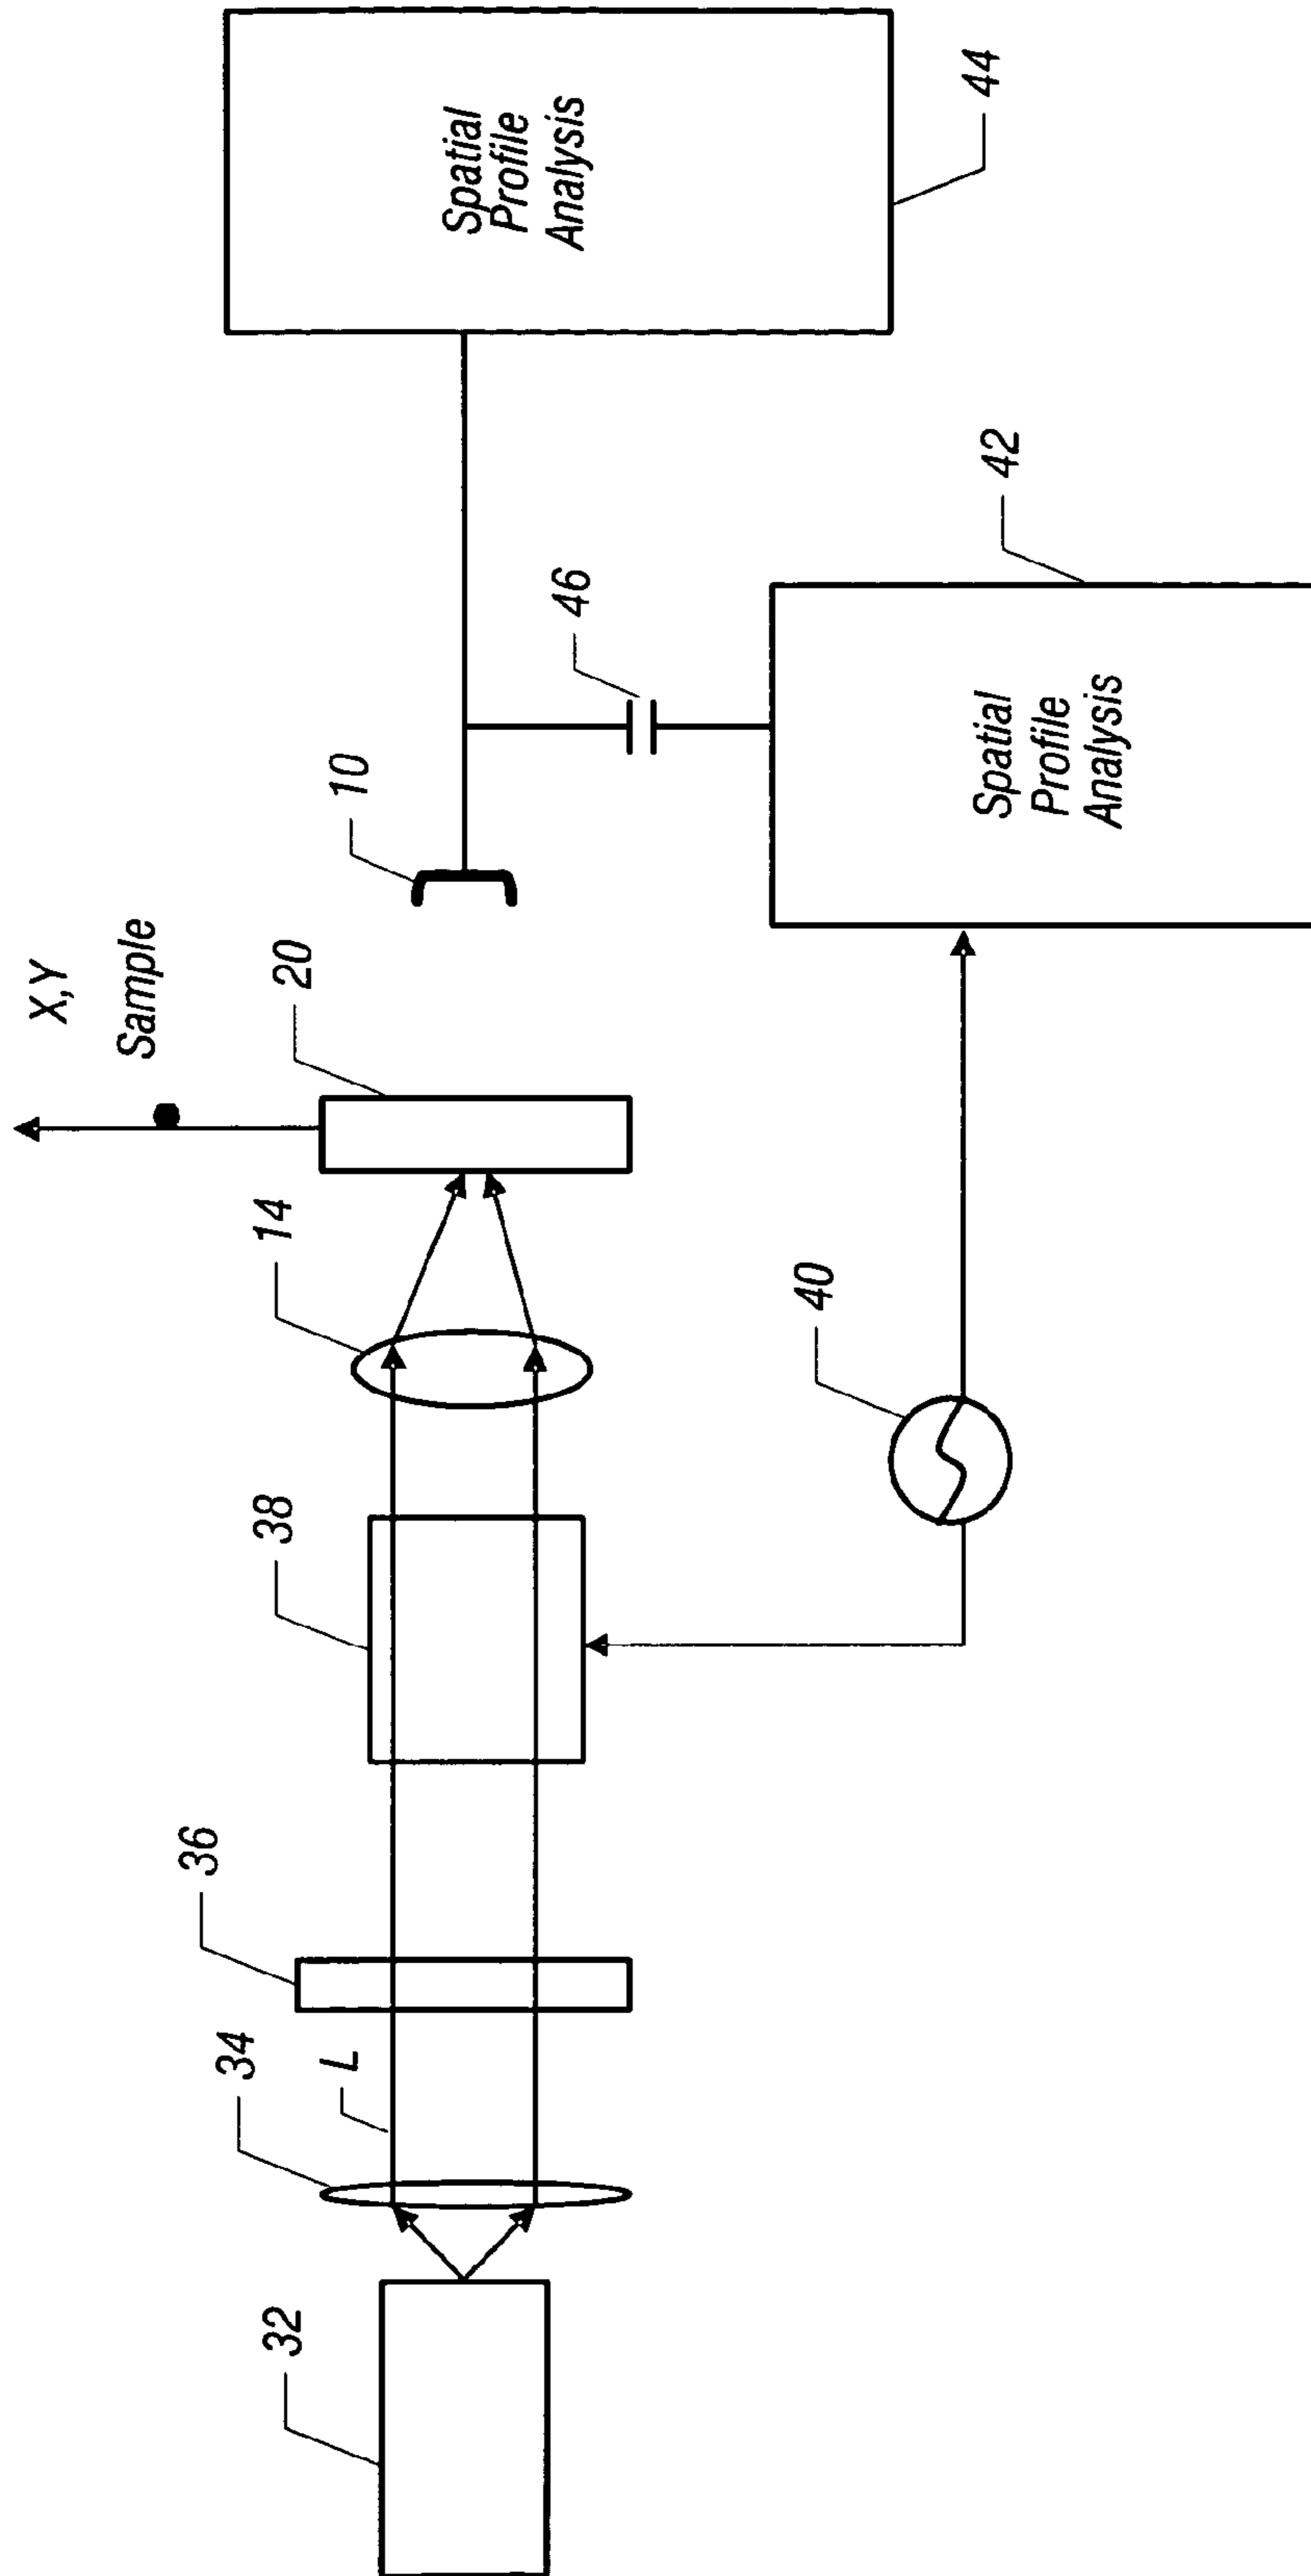 32
34
L
36
38
14
20
X,Y
Sample
10
46
Spatial
Profile
Analysis
44
40
Spatial
Profile
Analysis
42